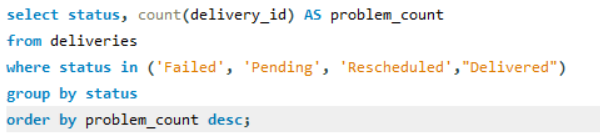 select status, count(delivery_id) AS problem_count
from deliveries
where status in ('Failed', 'Pending', 'Rescheduled',"Delivered")
group by status
order by problem_count desc;